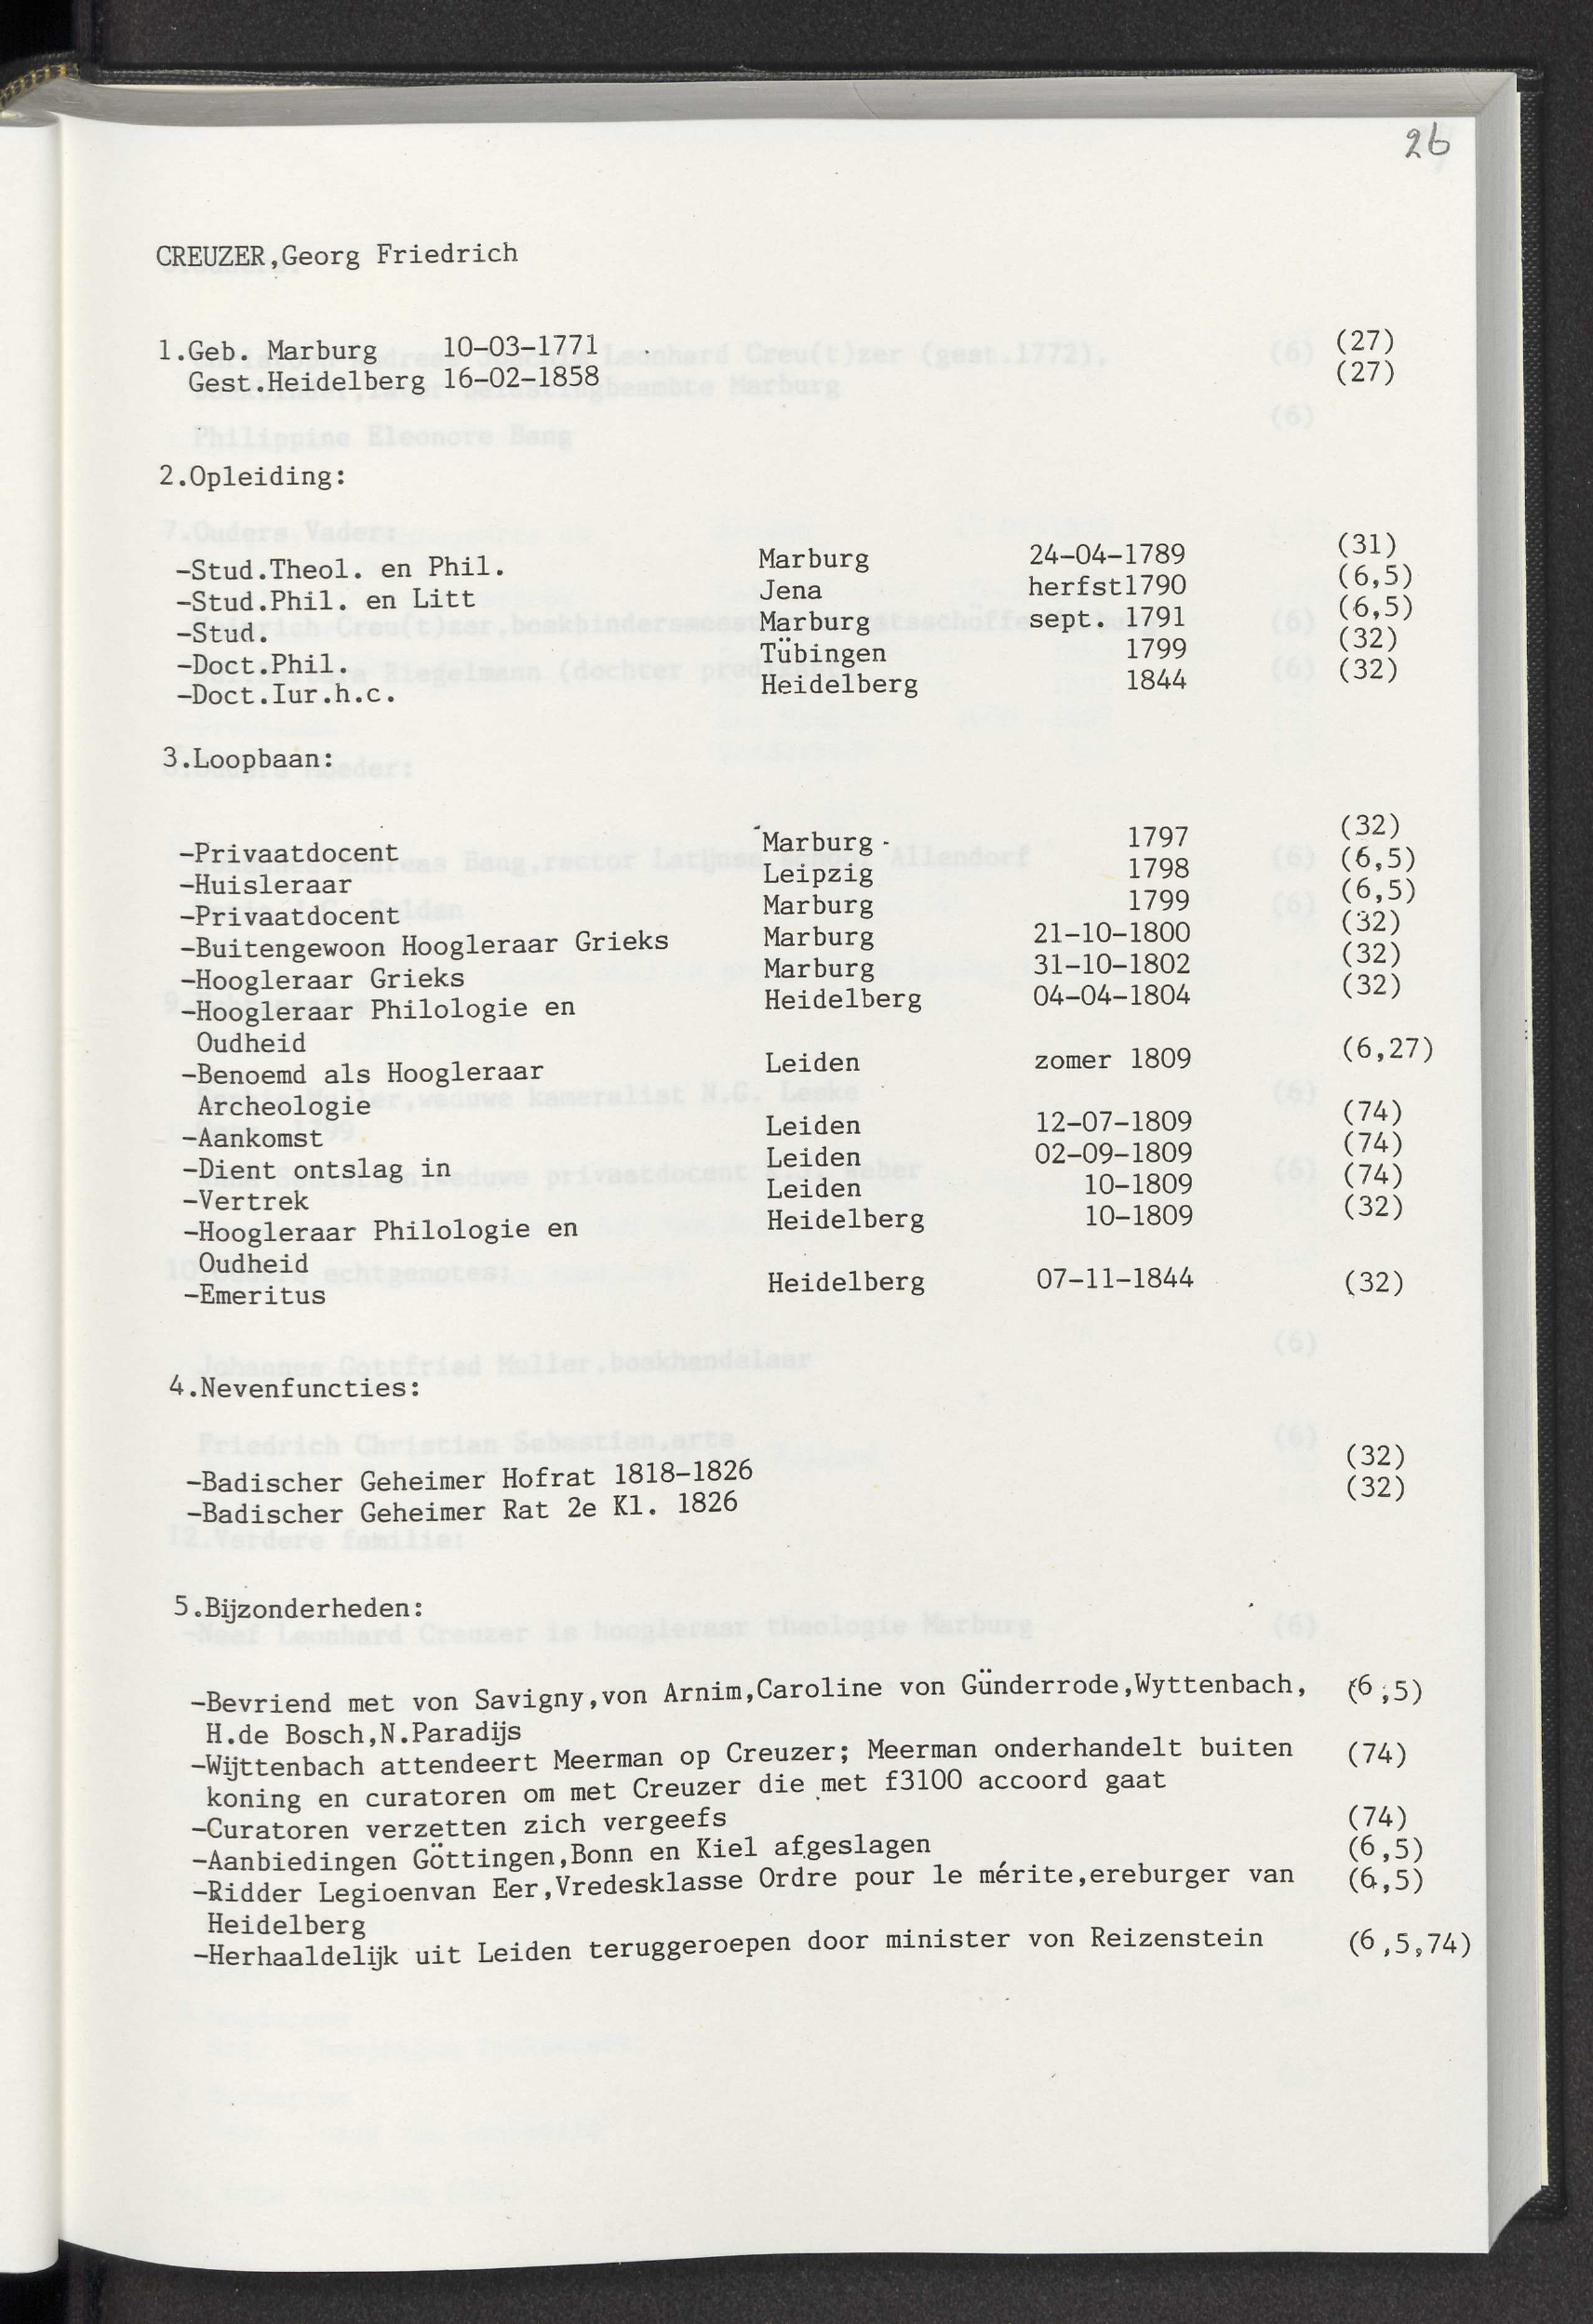 26
CREUZER,Georg Friedrich
1.Geb. Marburg 10-03-1771 (27)
Gest.Heidelberg 16-02-1858 (27)
2.Opleiding:
-Stud.Theol. en Phil. Marburg 24-04-1789 (31)
-Stud.Phil. en Litt Jena herfst1790 (6,5)
-Stud. Marburg sept. 1791 (6,5)
-Doct.Phil. Tübingen 1799 (32)
-Doct.Iur.h.c. Heidelberg 1844 (32)
3.Loopbaan:
-Privaatdocent Marburg 1797 (32)
-Huisleraar Leipzig 1798 (6,5)
-Privaatdocent Marburg 1799 (6,5)
-Buitengewoon Hoogleraar Grieks Marburg 21-10-1800 (32)
-Hoogleraar Grieks Marburg 31-10-1802 (32)
-Hoogleraar Philologie en Heidelberg 04-04-1804 (32)
Oudheid
-Benoemd als Hoogleraar Leiden zomer 1809 (6,27)
Archeologie
-Aankomst Leiden 12-07-1809 (74)
-Dient ontslag in Leiden 02-09-1809 (74)
-Vertrek Leiden 10-1809 (74)
-Hoogleraar Philologie en Heidelberg 10-1809 (32)
Oudheid
-Emeritus Heidelberg 07-11-1844 (32)
4.Nevenfuncties:
-Badischer Geheimer Hofrat 1818-1826 (32)
-Badischer Geheimer Rat 2e Kl. 1826 (32)
5.Bijzonderheden:
-Bevriend met von Savigny,von Arnim,Caroline von Günderrode,Wyttenbach, (6,5)
H.de Bosch,N.Paradijs
-Wijttenbach attendeert Meerman op Creuzer; Meerman onderhandelt buiten (74)
koning en curatoren om met Creuzer die met f3100 accoord gaat
-Curatoren verzetten zich vergeefs (74)
-Aanbiedingen Göttingen,Bonn en Kiel afgeslagen (6,5)
-Ridder Legioenvan Eer,Vredesklasse Ordre pour le mérite,ereburger van (6,5)
Heidelberg
-Herhaaldelijk uit Leiden teruggeroepen door minister von Reizenstein (6,5,74)